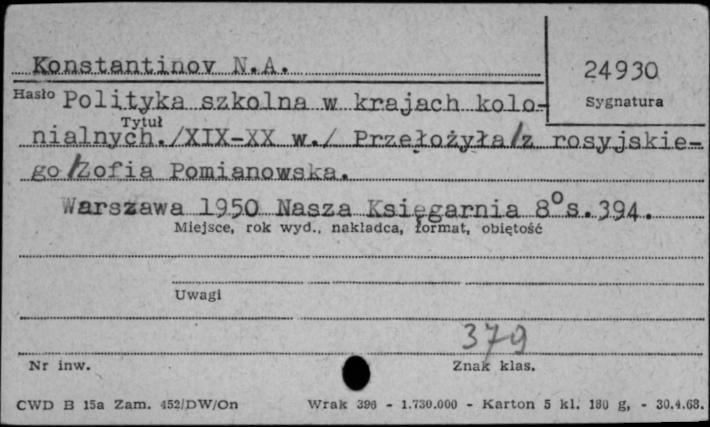 Konstantinov N.A.
24930
Hasło
Sygnatura
Polityka szkolna w krajach kolo-
Tytuł
nialnych./XIX-XX w./ Przełożyła/z rosyjskie-
go/Zofia Pomianowska.
Warszawa 1950 Nasza Księgarnia 8° s.394.
Miejsce, rok wyd., nakładca, format, objętość
Uwagi
379
Nr inw.
Znak klas.
CWD B 15a Zam. 452/DW/On Wrak 396 - 1.730.000 - Karton 5 kl. 180 g, - 30.4.68.